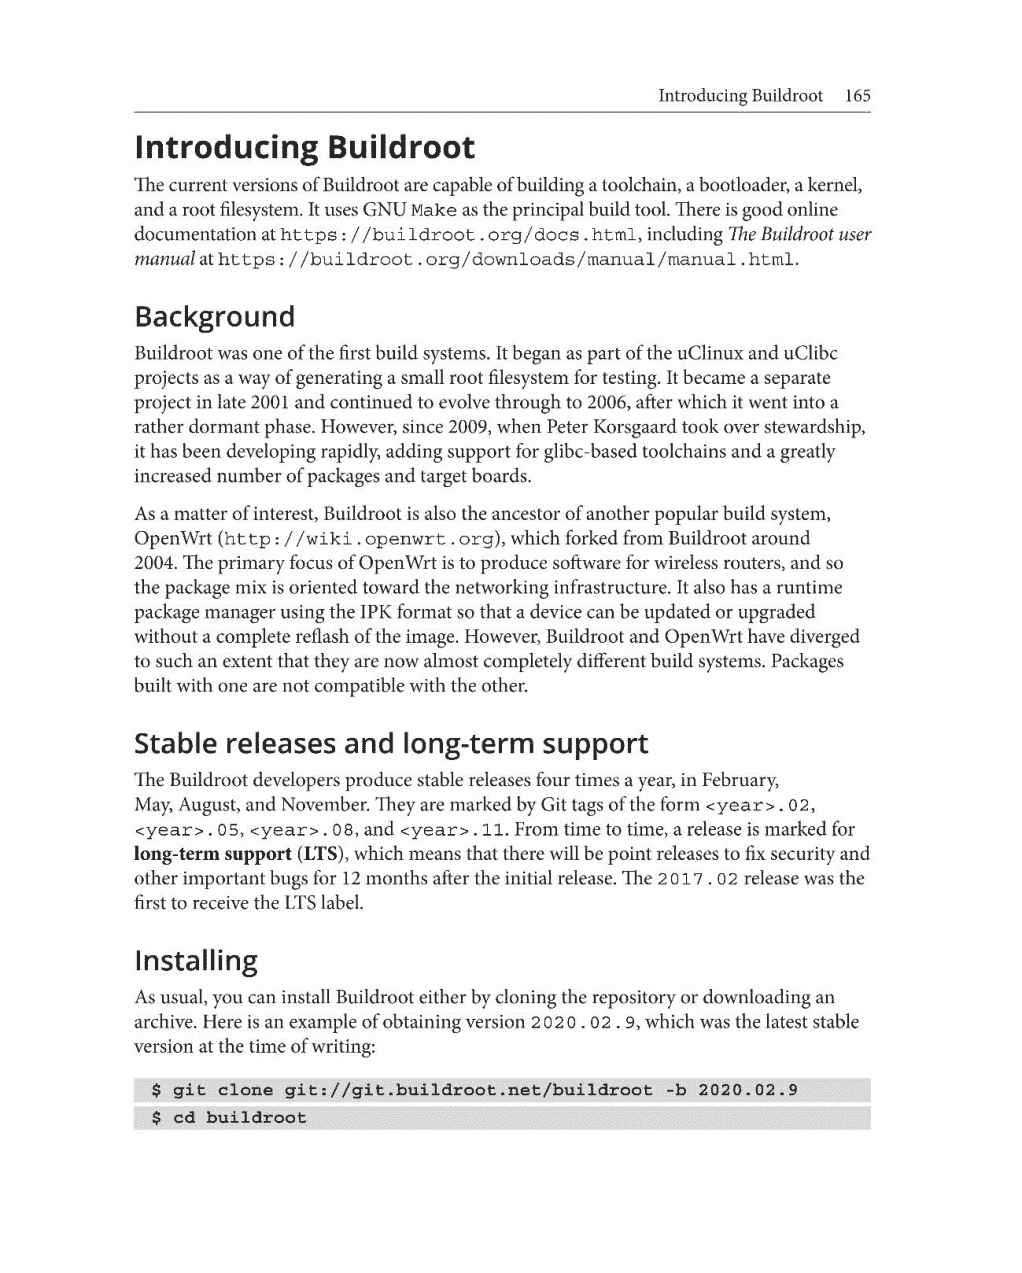 Introducing Buildroot 165
Introducing Buildroot
The current versions of Buildroot are capable of building a toolchain, a bootloader, a kernel,
and a root filesystem. It uses GNU Make as the principal build tool. There is good online
documentation at https://buildroot.org/docs.html, including The Buildroot user
manual at https://buildroot.org/downloads/manual/manual.html.
Background
Buildroot was one of the first build systems. It began as part of the uClinux and uClibc
projects as a way of generating a small root filesystem for testing. It became a separate
project in late 2001 and continued to evolve through to 2006, after which it went into a
rather dormant phase. However, since 2009, when Peter Korsgaard took over stewardship,
it has been developing rapidly, adding support for glibc-based toolchains and a greatly
increased number of packages and target boards.
As a matter of interest, Buildroot is also the ancestor of another popular build system,
OpenWrt (http://wiki.openwrt.org), which forked from Buildroot around
2004. The primary focus of OpenWrt is to produce software for wireless routers, and so
the package mix is oriented toward the networking infrastructure. It also has a runtime
package manager using the IPK format so that a device can be updated or upgraded
without a complete reflash of the image. However, Buildroot and OpenWrt have diverged
to such an extent that they are now almost completely different build systems. Packages
built with one are not compatible with the other.
Stable releases and long-term support
The Buildroot developers produce stable releases four times a year, in February,
May, August, and November. They are marked by Git tags of the form <year>.02,
<year>.05, <year>.08, and <year>.11. From time to time, a release is marked for
long-term support (LTS), which means that there will be point releases to fix security and
other important bugs for 12 months after the initial release. The 2017.02 release was the
first to receive the LTS label.
Installing
As usual, you can install Buildroot either by cloning the repository or downloading an
archive. Here is an example of obtaining version 2020.02.9, which was the latest stable
version at the time of writing:
$ git clone git://git.buildroot.net/buildroot -b 2020.02.9
$ cd buildroot